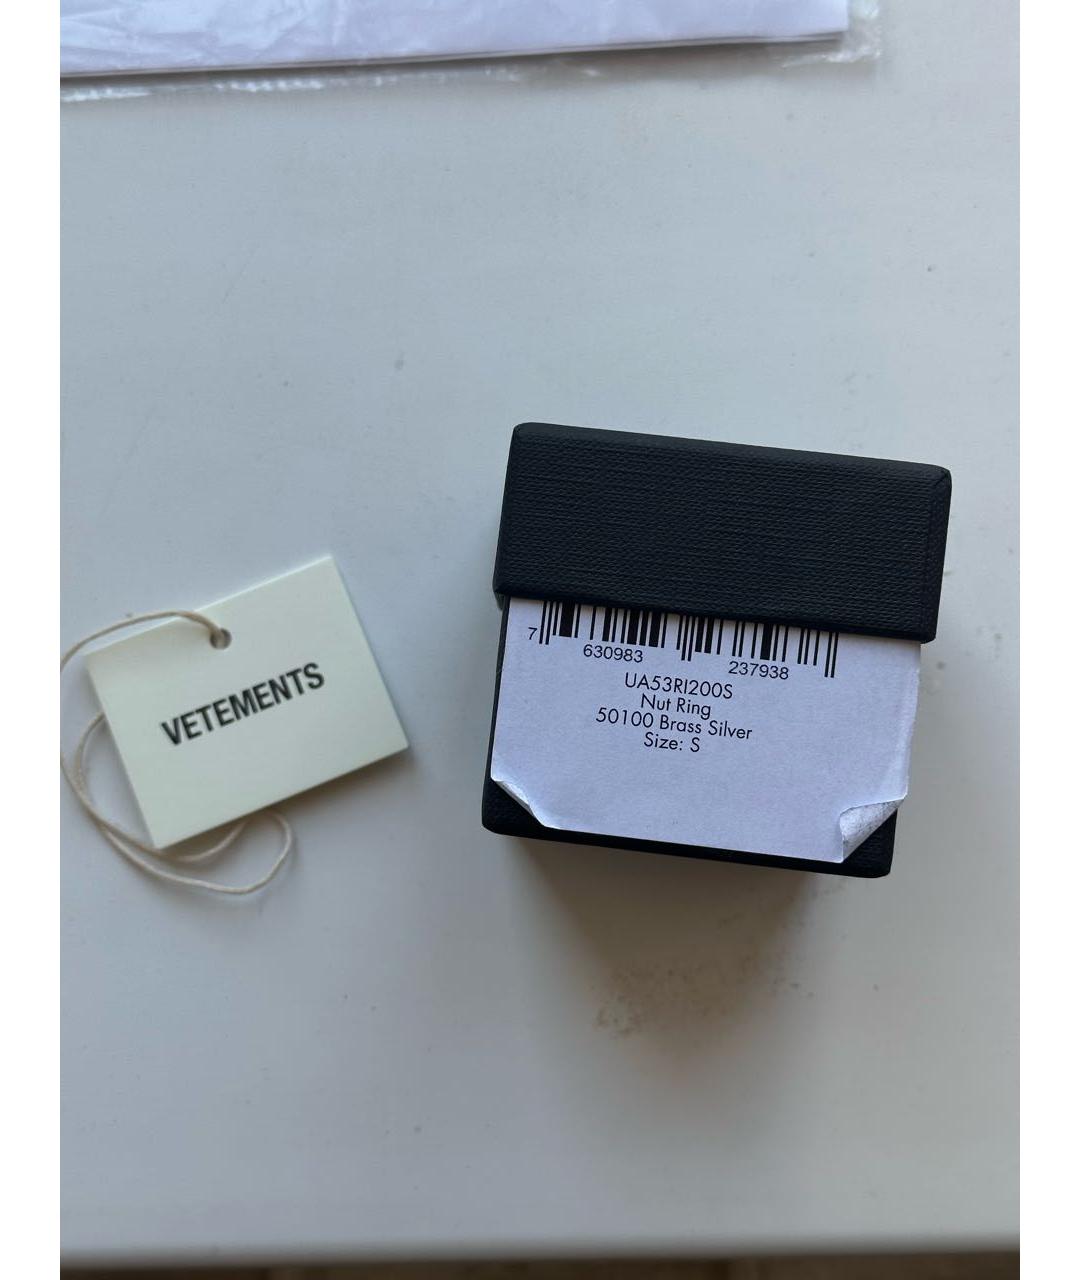 VETEMENTS
7 630983 237938
UA53RI200S
Nut Ring
50100 Brass Silver
Size: S